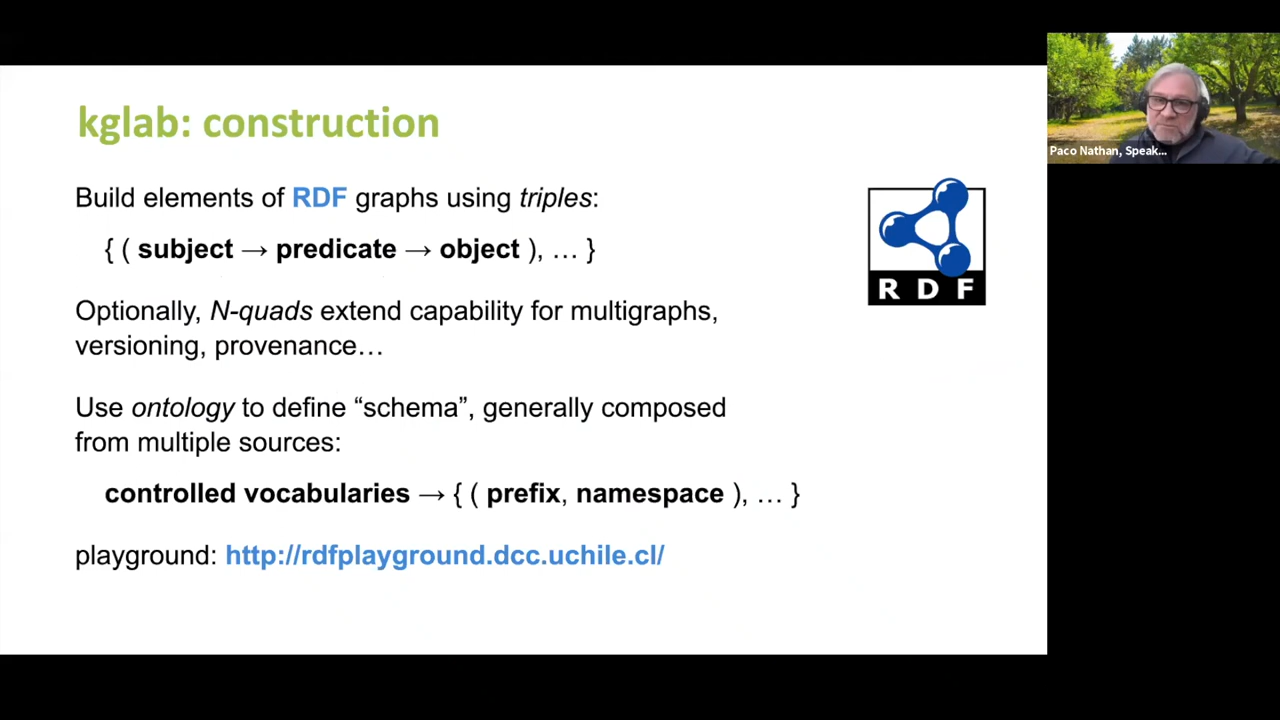 kglab: construction
Build elements of RDF graphs using triples:
{ ( subject → predicate → object ), … }
Optionally, N-quads extend capability for multigraphs,
versioning, provenance…
Use ontology to define “schema”, generally composed
from multiple sources:
controlled vocabularies → { ( prefix, namespace ), … }
playground: http://rdfplayground.dcc.uchile.cl/
RDF
Paco Nathan, Speak...